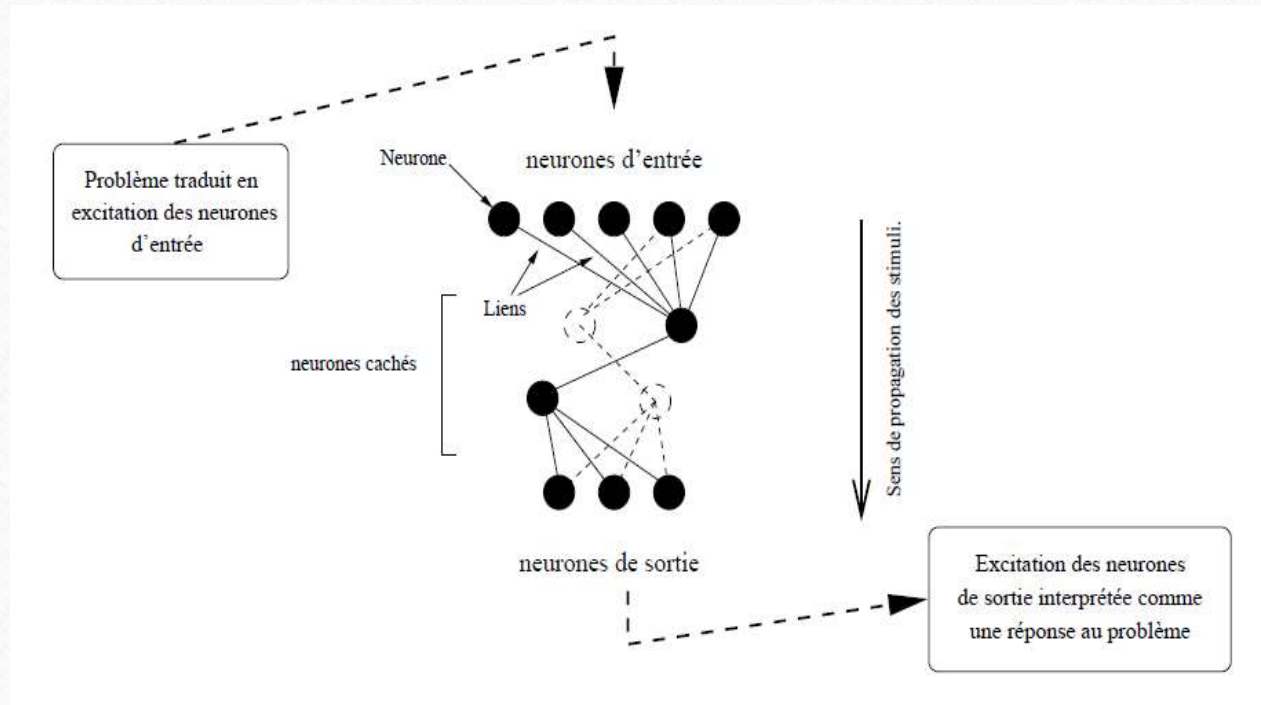 Problème traduit en
excitation des neurones
d'entrée
Neurone
neurones d'entrée
Liens
neurones cachés
Sens de propagation des stimuli.
neurones de sortie
Excitation des neurones
de sortie interprétée comme
une réponse au problème